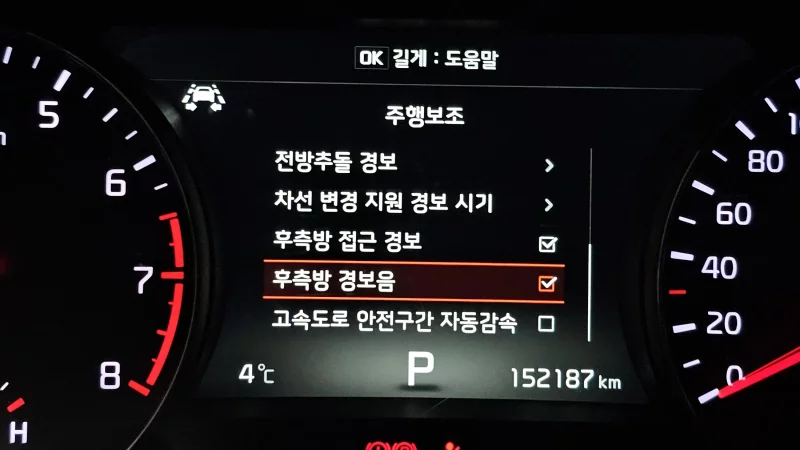 OK 길게 : 도움말
주행보조
전방추돌 경보 >
차선 변경 지원 경보 시기 >
후측방 접근 경보
후측방 경보음
고속도로 안전구간 자동감속
4℃ P 152187km
5
6
7
8
H
80
60
40
20
0